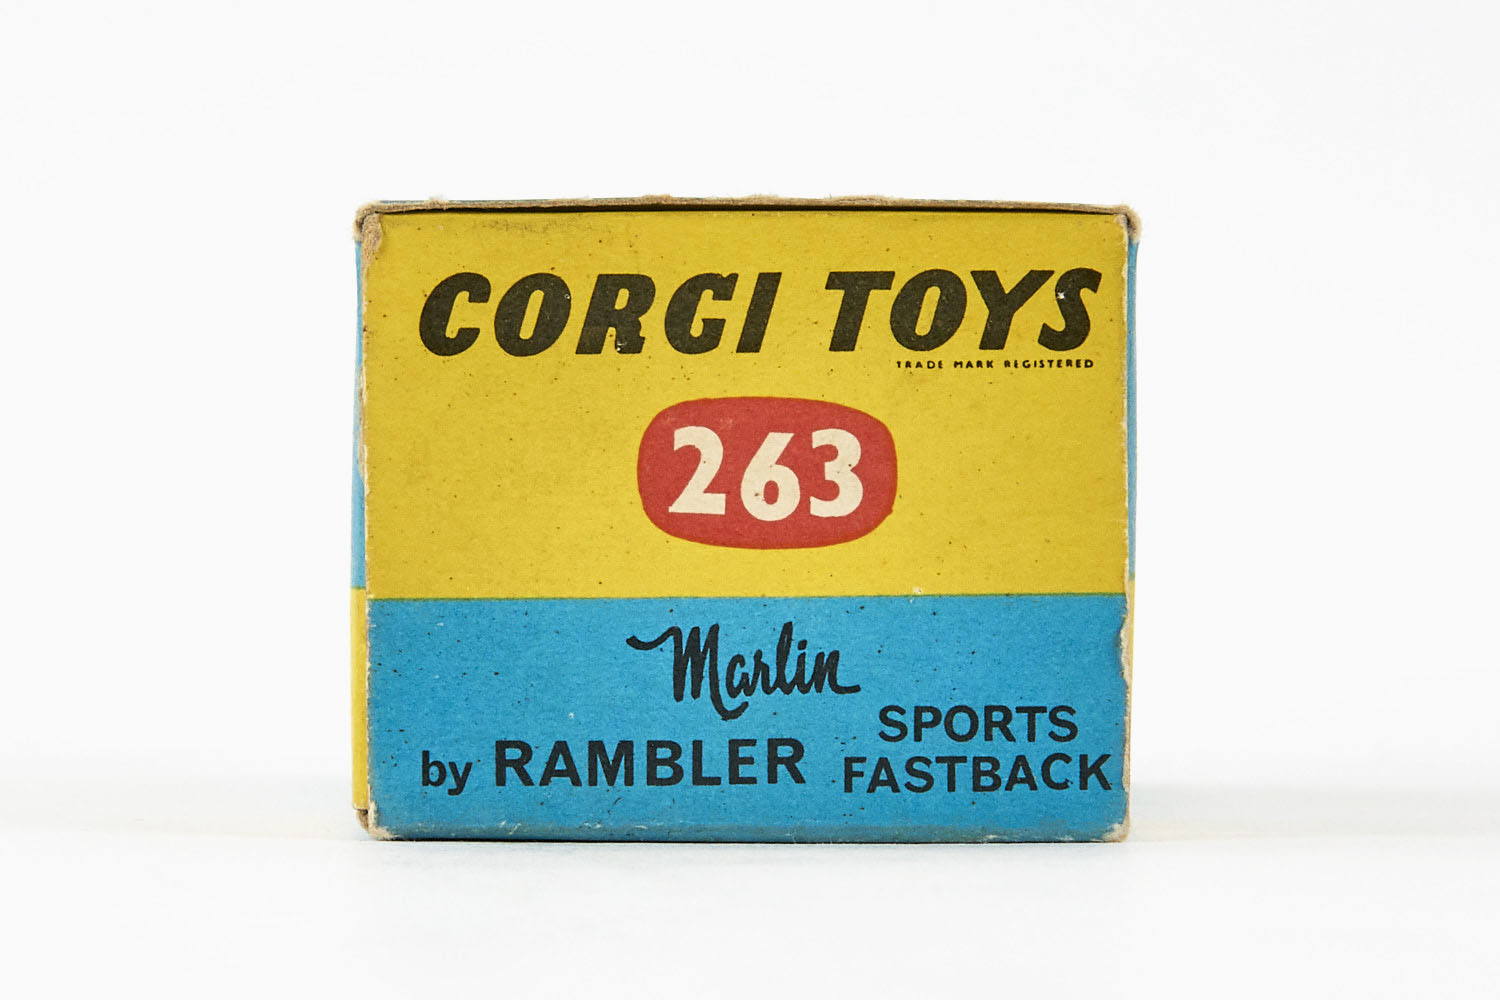 CORGI TOYS
TRADE MARK REGISTERED
263
Marlin
by RAMBLER
SPORTS
FASTBACK